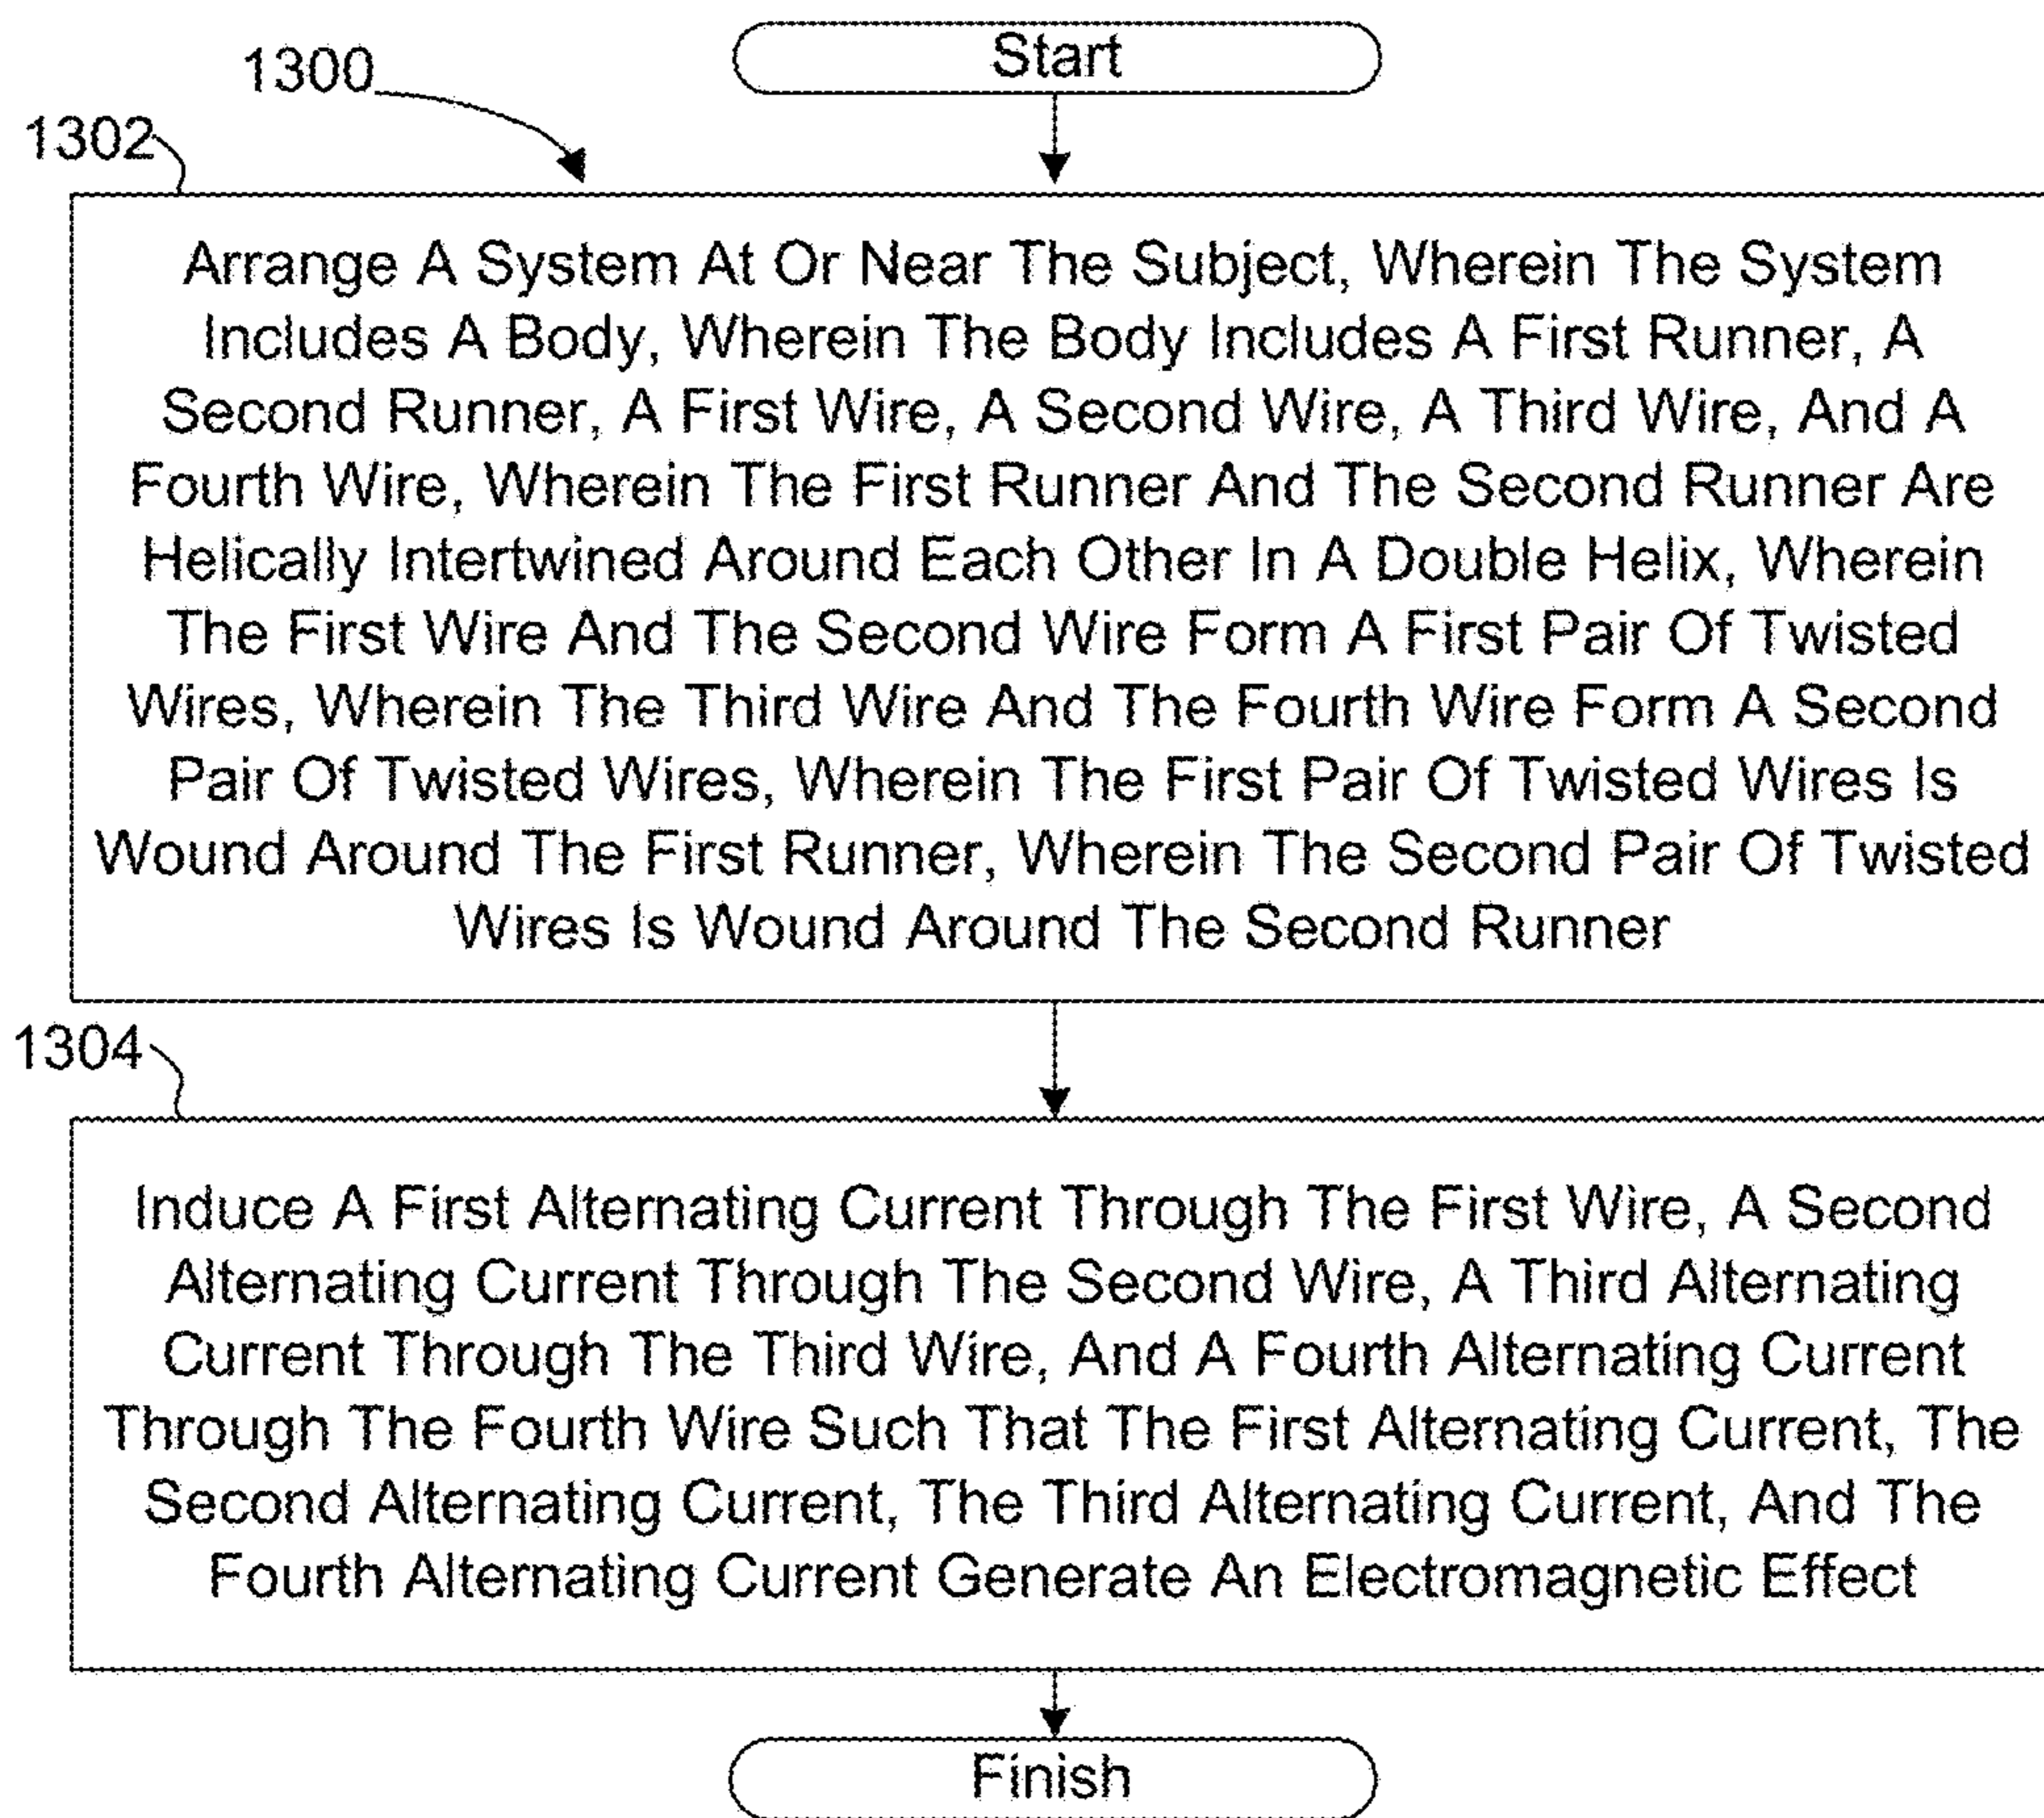 Start
1300
1302
Arrange A System At Or Near The Subject, Wherein The System
Includes A Body, Wherein The Body Includes A First Runner, A
Second Runner, A First Wire, A Second Wire, A Third Wire, And A
Fourth Wire, Wherein The First Runner And The Second Runner Are
Helically Intertwined Around Each Other In A Double Helix, Wherein
The First Wire And The Second Wire Form A First Pair Of Twisted
Wires, Wherein The Third Wire And The Fourth Wire Form A Second
Pair Of Twisted Wires, Wherein The First Pair Of Twisted Wires Is
Wound Around The First Runner, Wherein The Second Pair Of Twisted
Wires Is Wound Around The Second Runner
1304
Induce A First Alternating Current Through The First Wire, A Second
Alternating Current Through The Second Wire, A Third Alternating
Current Through The Third Wire, And A Fourth Alternating Current
Through The Fourth Wire Such That The First Alternating Current, The
Second Alternating Current, The Third Alternating Current, And The
Fourth Alternating Current Generate An Electromagnetic Effect
Finish